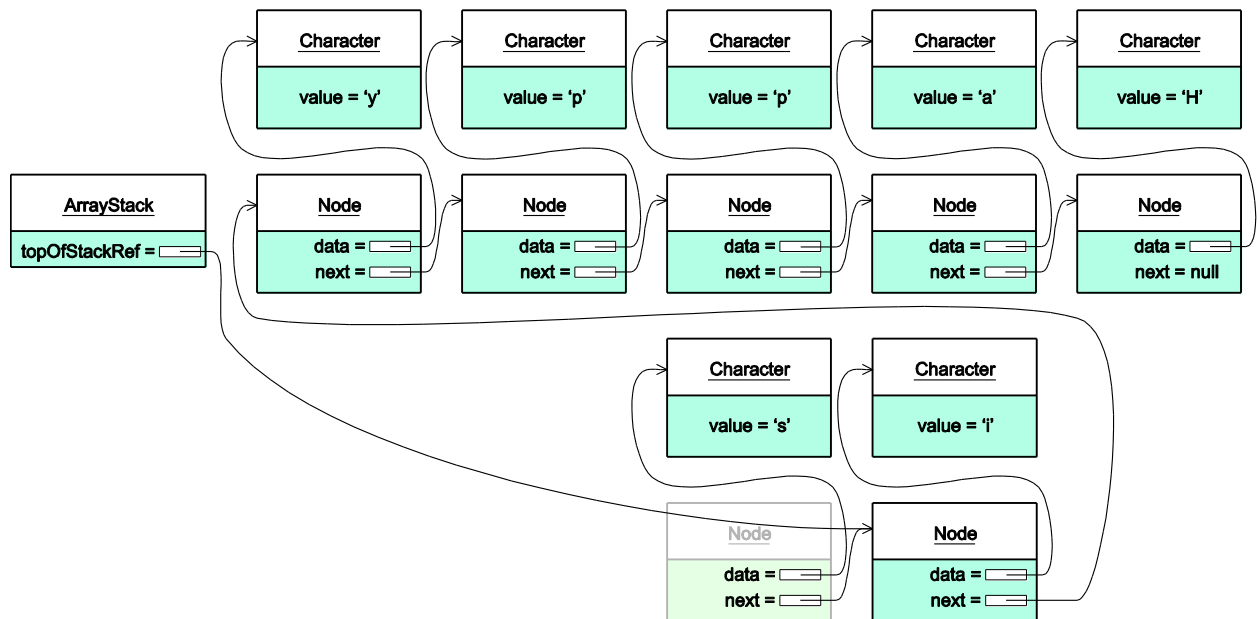 Character
Character
Character
Character
Character
value = ‘y’
value = ‘p’
value = ‘p’
value = ‘a’
value = ‘H’
ArrayStack
Node
Node
Node
Node
Node
topOfStackRef =
data =
data =
data =
data =
data =
next =
next =
next =
next =
next = null
Character
Character
value = ‘s’
value = ‘i’
Node
Node
data =
data =
next =
next =